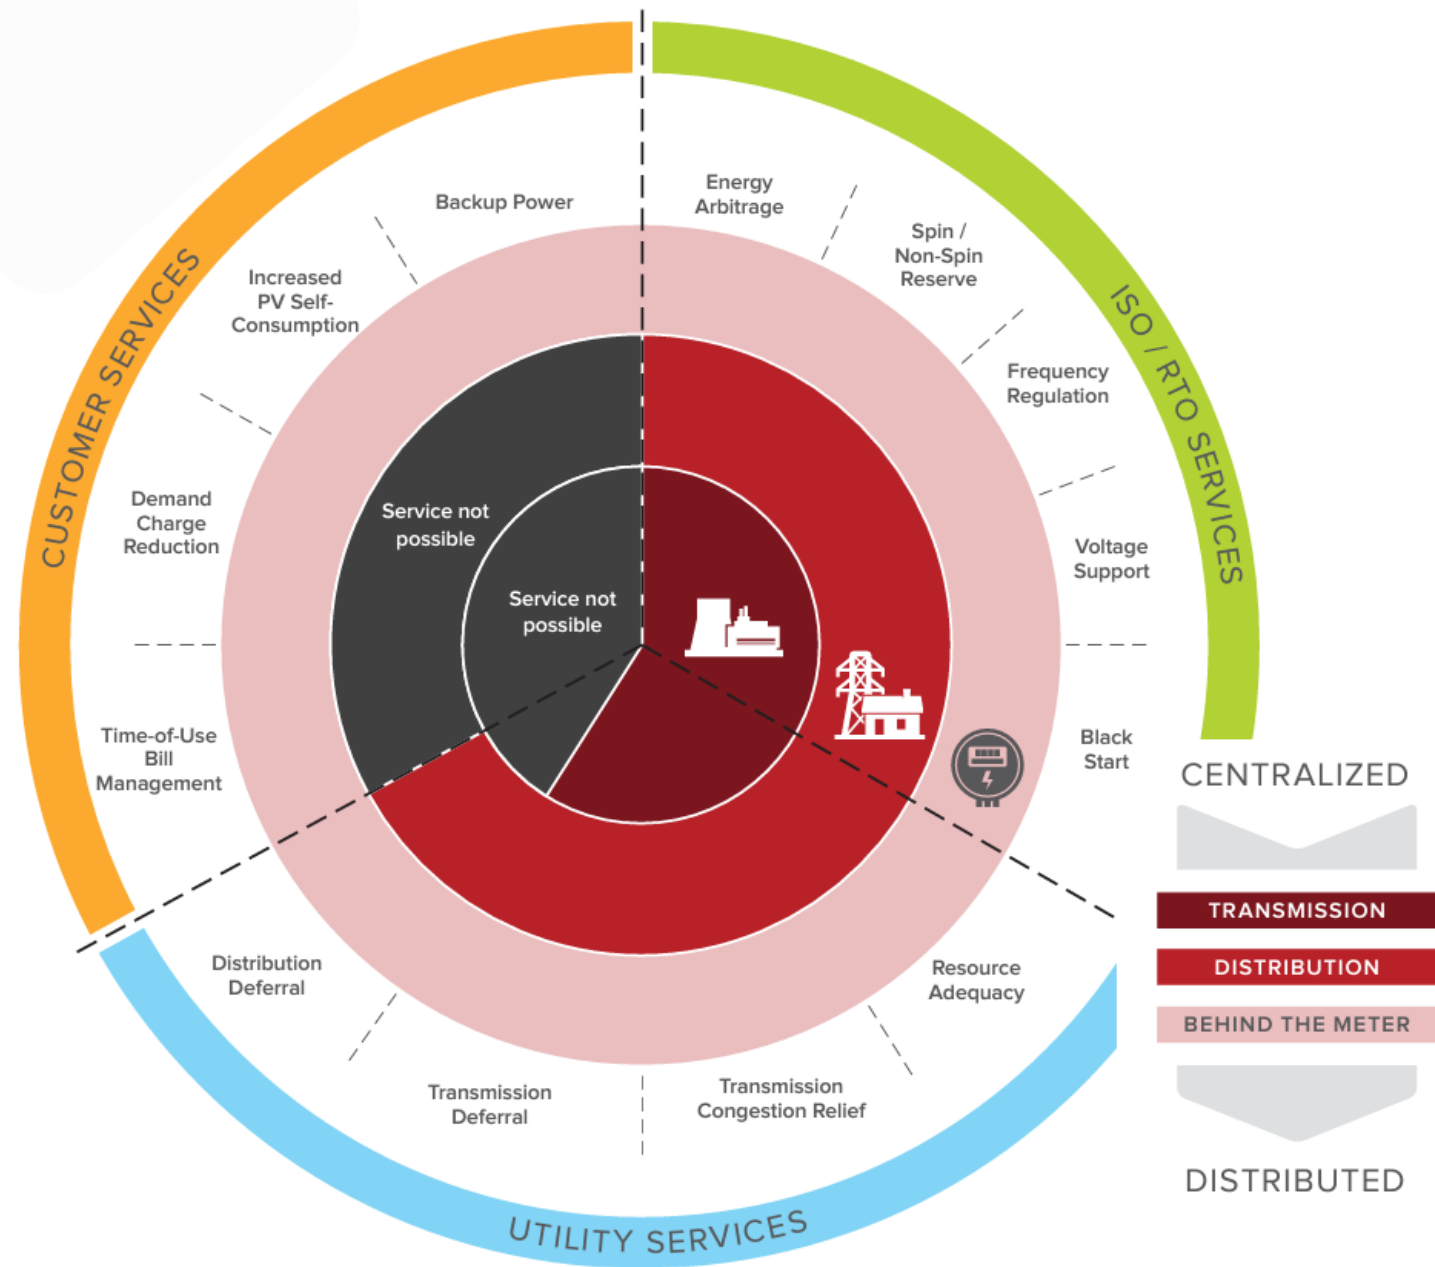 CUSTOMER SERVICES
ISO / RTO SERVICES
UTILITY SERVICES
Backup Power
Increased
PV Self-
Consumption
Demand
Charge
Reduction
Time-of-Use
Bill
Management
Energy
Arbitrage
Spin /
Non-Spin
Reserve
Frequency
Regulation
Voltage
Support
Black
Start
Resource
Adequacy
Transmission
Congestion Relief
Transmission
Deferral
Distribution
Deferral
Service not
possible
Service not
possible
CENTRALIZED
TRANSMISSION
DISTRIBUTION
BEHIND THE METER
DISTRIBUTED